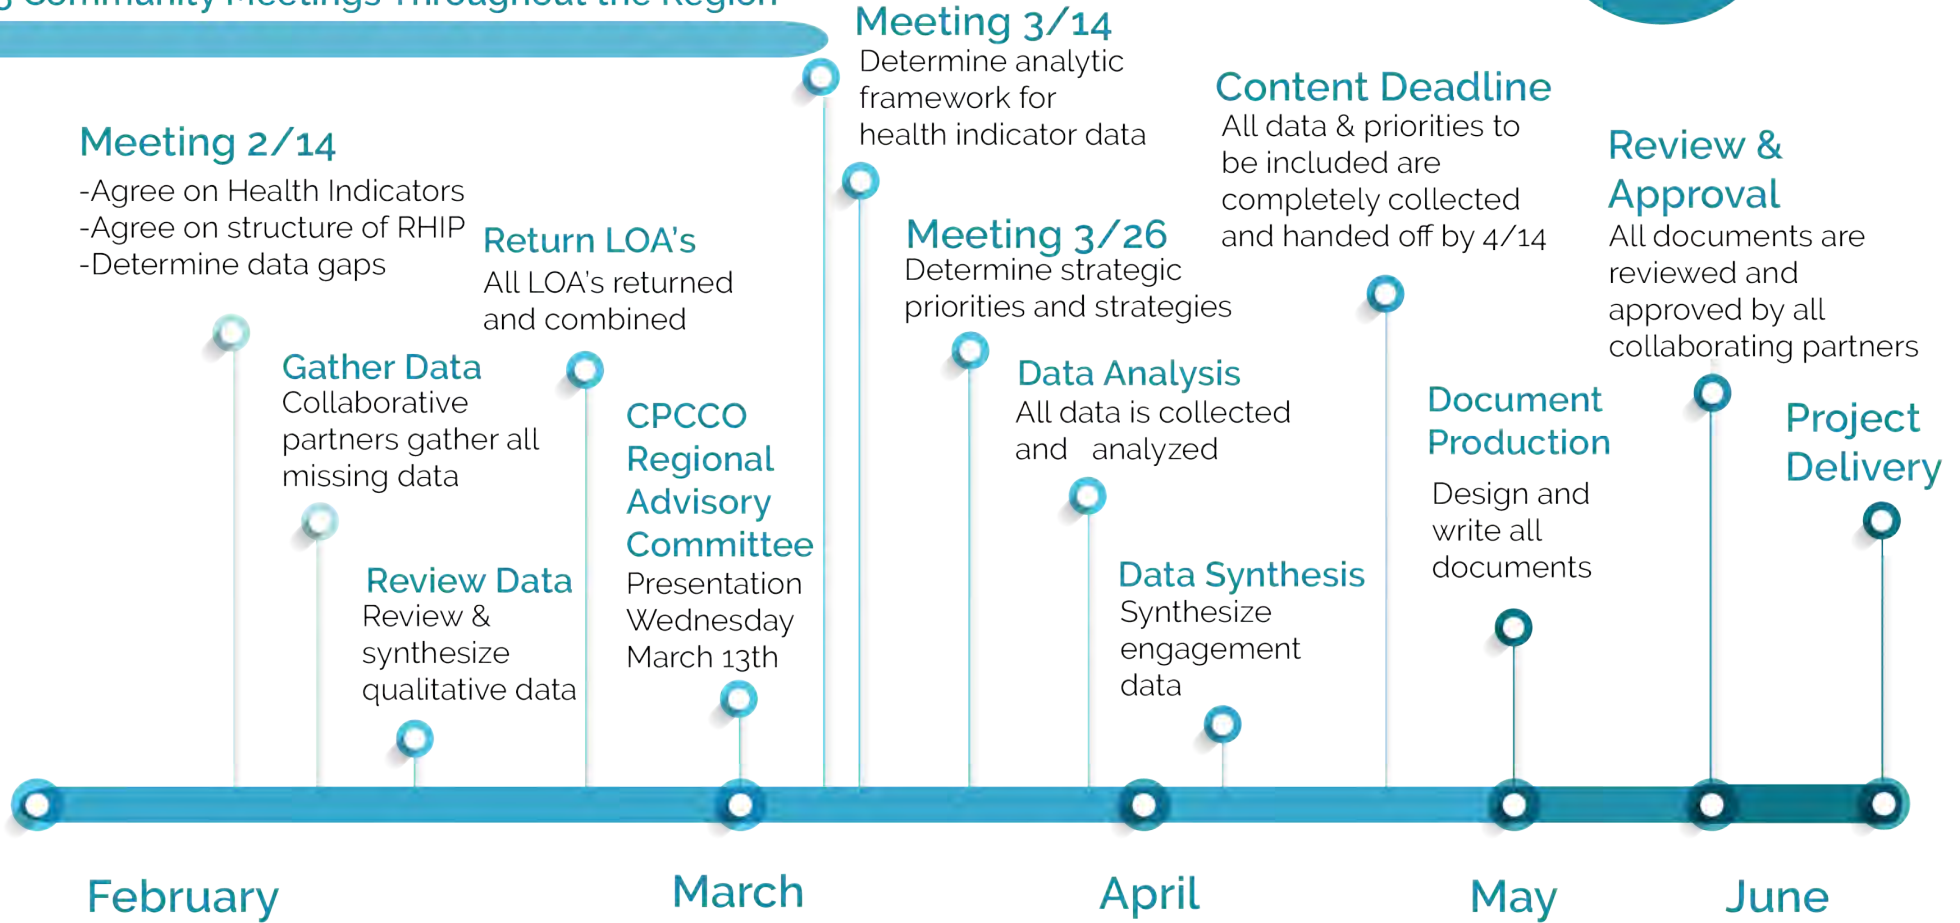 Community Meetings Throughout the Region
Meeting 3/14
Determine analytic
framework for
health indicator data
Content Deadline
All data & priorities to
be included are
completely collected
and handed off by 4/14
Meeting 2/14
-Agree on Health Indicators
-Agree on structure of RHIP
-Determine data gaps
Review &
Approval
All documents are
reviewed and
approved by all
collaborating partners
Return LOA's
All LOA's returned
and combined
Meeting 3/26
Determine strategic
priorities and strategies
Gather Data
Collaborative
partners gather all
missing data
CPCCO
Regional
Advisory
Committee
Presentation
Wednesday
March 13th
Data Analysis
All data is collected
and analyzed
Document
Production
Design and
write all
documents
Project
Delivery
Review Data
Review &
synthesize
qualitative data
Data Synthesis
Synthesize
engagement
data
February
March
April
May
June